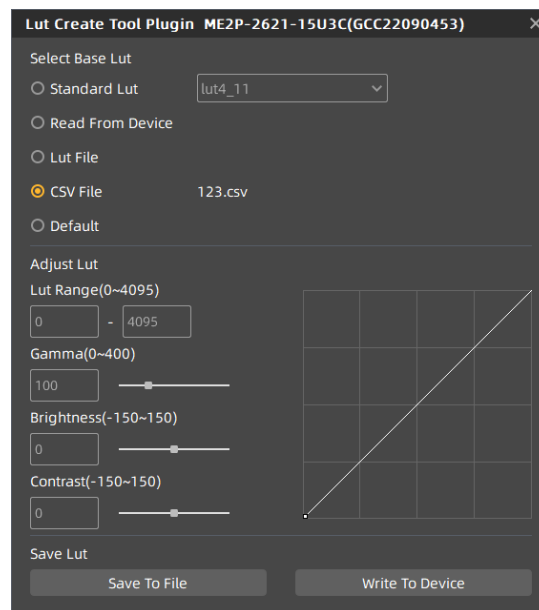 Lut Create Tool Plugin ME2P-2621-15U3C(GCC22090453)
Select Base Lut
Standard Lut lut4_11
Read From Device
Lut File
CSV File 123.csv
Default
Adjust Lut
Lut Range(0~4095)
0 - 4095
Gamma(0~400)
100
Brightness(-150~150)
0
Contrast(-150~150)
0
Save Lut
Save To File Write To Device